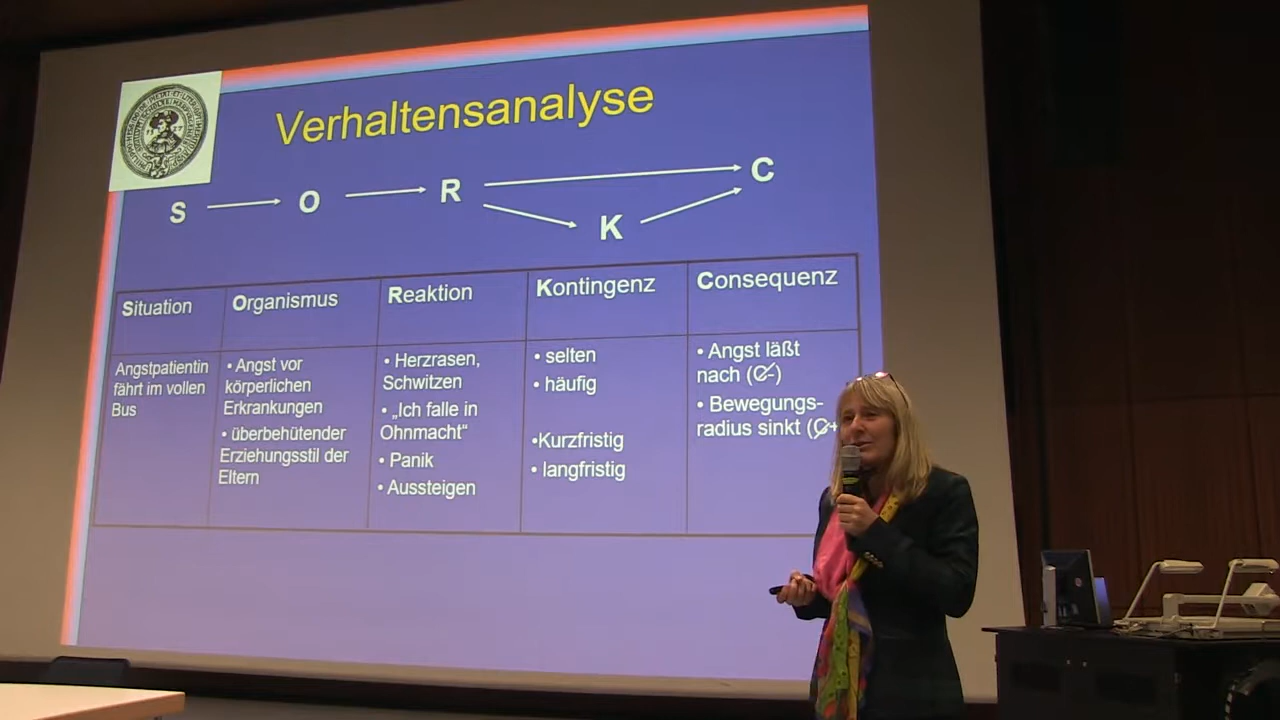 Verhaltensanalyse
S O R K C
Situation
Organismus
Reaktion
Kontingenz
Consequenz
Angstpatientin
fährt im vollen
Bus
• Angst vor
körperlichen
Erkrankungen
• überbehütender
Erziehungsstil der
Eltern
• Herzrasen,
Schwitzen
• „Ich falle in
Ohnmacht“
• Panik
• Aussteigen
• selten
• häufig
•Kurzfristig
• langfristig
• Angst läßt
nach (C̸-)
• Bewegungs-
radius sinkt (C̸+